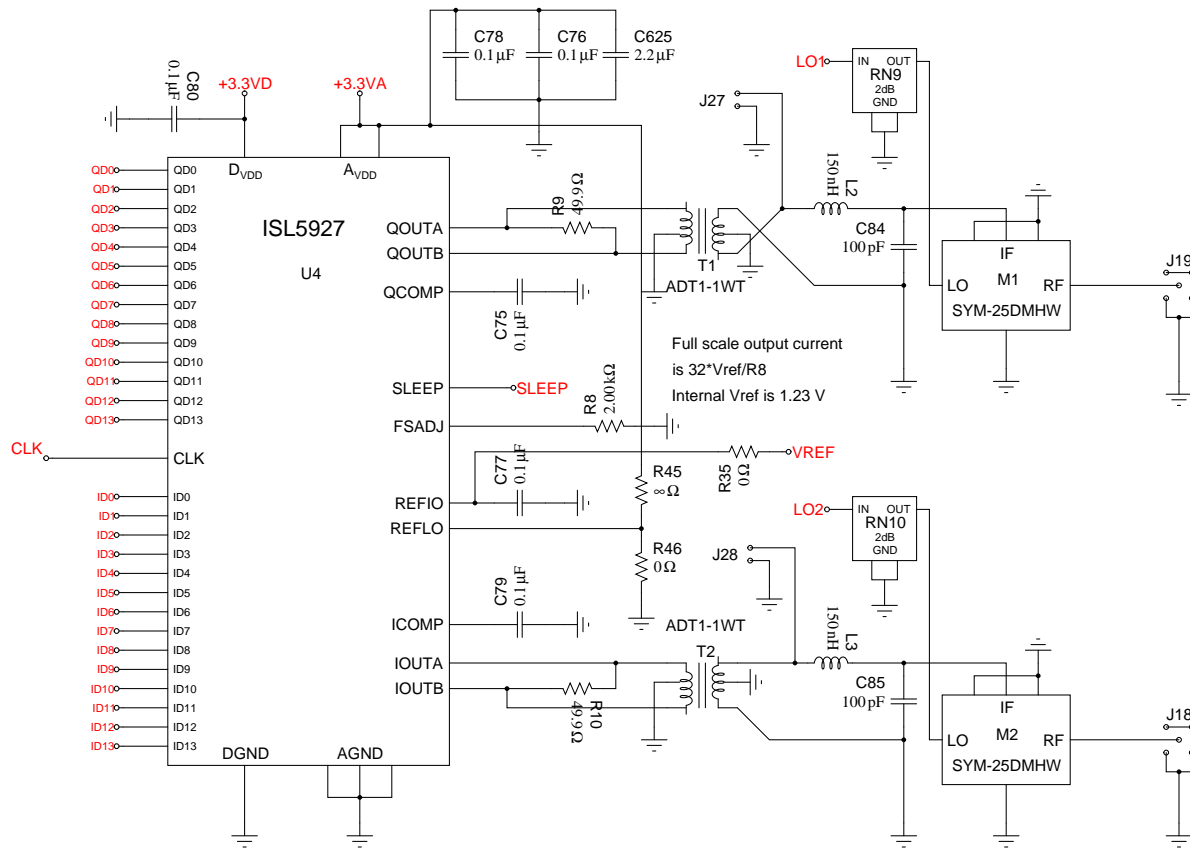 C80
0.1µF
+3.3VD
+3.3VA
C78
0.1µF
C76
0.1µF
C625
2.2µF
J27
LO1
IN OUT
RN9
2dB
GND
QD0 QD0
QD1 QD1
QD2 QD2
QD3 QD3
QD4 QD4
QD5 QD5
QD6 QD6
QD7 QD7
QD8 QD8
QD9 QD9
QD10 QD10
QD11 QD11
QD12 QD12
QD13 QD13
CLK CLK
ID0 ID0
ID1 ID1
ID2 ID2
ID3 ID3
ID4 ID4
ID5 ID5
ID6 ID6
ID7 ID7
ID8 ID8
ID9 ID9
ID10 ID10
ID11 ID11
ID12 ID12
ID13 ID13
DVDD
AVDD
ISL5927
U4
QOUTA
QOUTB
QCOMP
SLEEP
FSADJ
REFIO
REFLO
ICOMP
IOUTA
IOUTB
DGND
AGND
R9
49.9Ω
C75
0.1µF
SLEEP
R8
2.00kΩ
C77
0.1µF
R45
∞Ω
R46
0Ω
R35
0Ω
VREF
C79
0.1µF
R10
49.9Ω
T1
ADT1-1WT
Full scale output current
is 32*Vref/R8
Internal Vref is 1.23 V
150nH
L2
C84
100pF
IF
LO M1 RF
SYM-25DMHW
J19
LO2
IN OUT
RN10
2dB
GND
J28
ADT1-1WT
T2
150nH
L3
C85
100pF
IF
LO M2 RF
SYM-25DMHW
J18